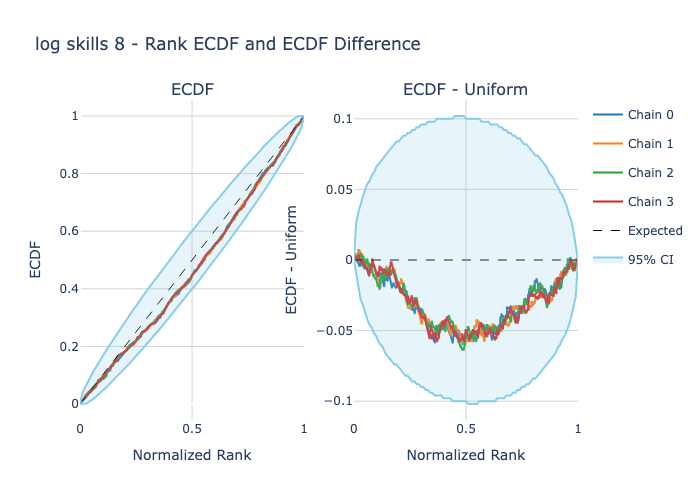 log skills 8 - Rank ECDF and ECDF Difference
ECDF
ECDF - Uniform
1
0.8
0.6
0.4
0.2
0
0
0.5
1
Normalized Rank
ECDF
0.1
0.05
0
−0.05
−0.1
0
0.5
1
Normalized Rank
ECDF - Uniform
Chain 0
Chain 1
Chain 2
Chain 3
Expected
95% CI